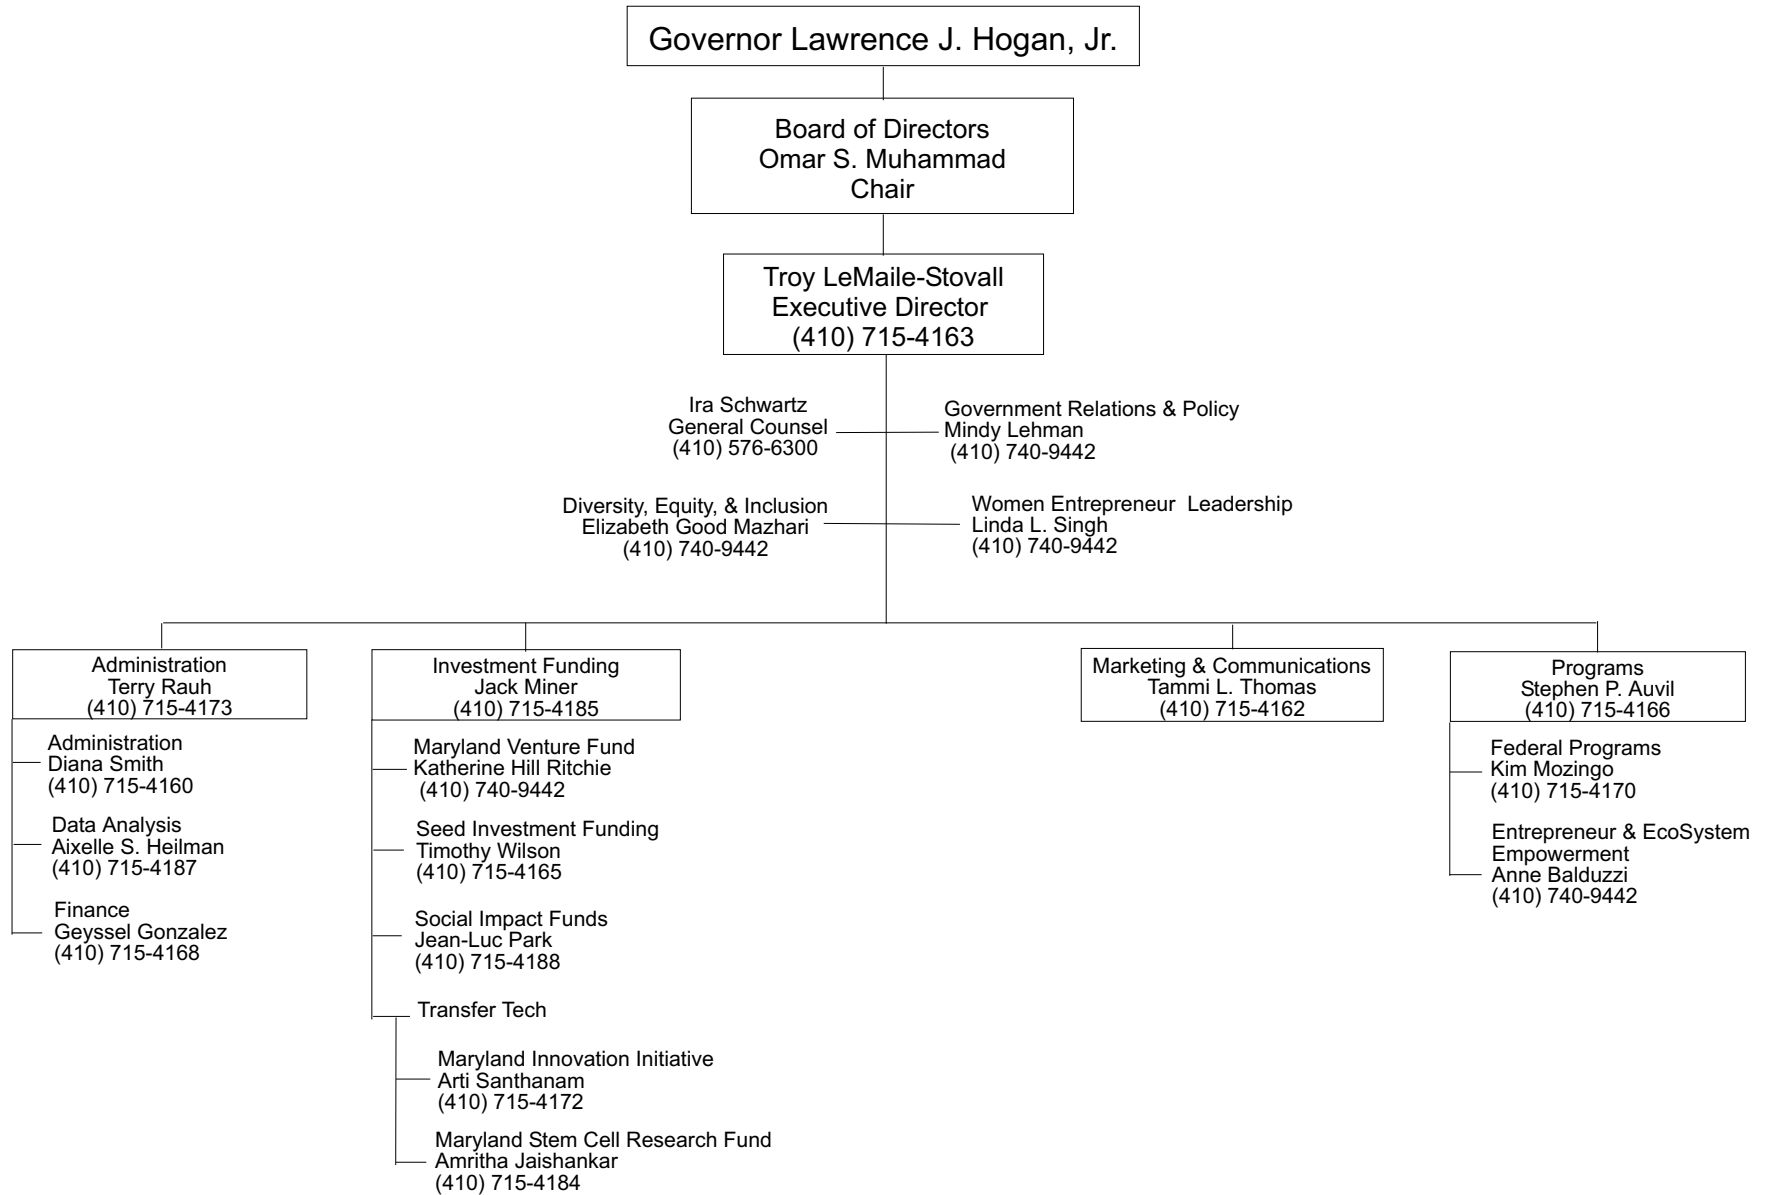 Governor Lawrence J. Hogan, Jr.
Board of Directors
Omar S. Muhammad
Chair
Troy LeMaile-Stovall
Executive Director
(410) 715-4163
Ira Schwartz
General Counsel
(410) 576-6300
Government Relations & Policy
Mindy Lehman
(410) 740-9442
Diversity, Equity, & Inclusion
Elizabeth Good Mazhari
(410) 740-9442
Women Entrepreneur Leadership
Linda L. Singh
(410) 740-9442
Administration
Terry Rauh
(410) 715-4173
Administration
Diana Smith
(410) 715-4160
Data Analysis
Aixelle S. Heilman
(410) 715-4187
Finance
Geyssel Gonzalez
(410) 715-4168
Investment Funding
Jack Miner
(410) 715-4185
Maryland Venture Fund
Katherine Hill Ritchie
(410) 740-9442
Seed Investment Funding
Timothy Wilson
(410) 715-4165
Social Impact Funds
Jean-Luc Park
(410) 715-4188
Transfer Tech
Maryland Innovation Initiative
Arti Santhanam
(410) 715-4172
Maryland Stem Cell Research Fund
Amritha Jaishankar
(410) 715-4184
Marketing & Communications
Tammi L. Thomas
(410) 715-4162
Programs
Stephen P. Auvil
(410) 715-4166
Federal Programs
Kim Mozingo
(410) 715-4170
Entrepreneur & EcoSystem
Empowerment
Anne Balduzzi
(410) 740-9442